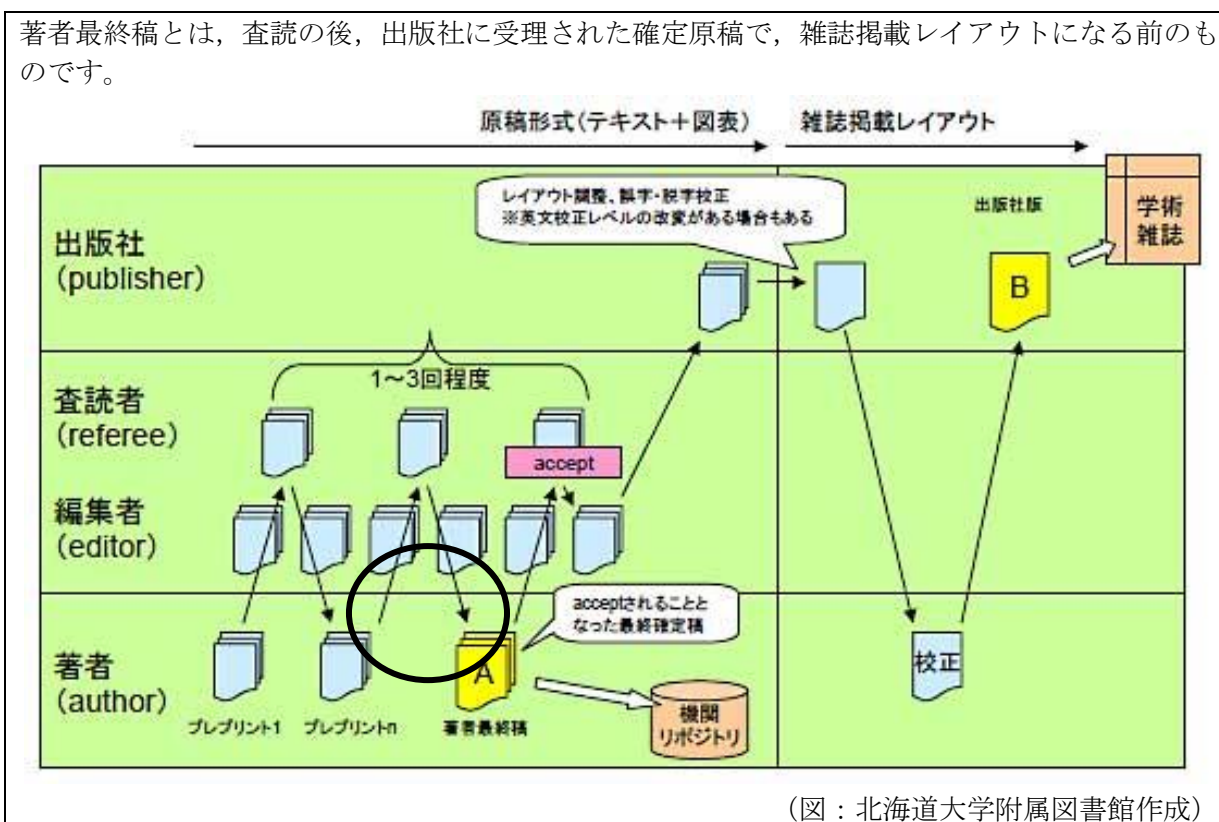 著者最終稿とは，査読の後，出版社に受理された確定原稿で，雑誌掲載レイアウトになる前のも
のです。
原稿形式(テキスト＋図表)
雑誌掲載レイアウト
レイアウト調整、誤字・脱字校正
※英文校正レベルの改変がある場合もある
出版社版
学術
雑誌
出版社
(publisher)
B
1～3回程度
査読者
(referee)
accept
編集者
(editor)
acceptされることと
なった最終確定稿
著者
(author)
A
校正
機関
リポジトリ
プレプリント1
プレプリントn
著者最終稿
（図：北海道大学附属図書館作成）